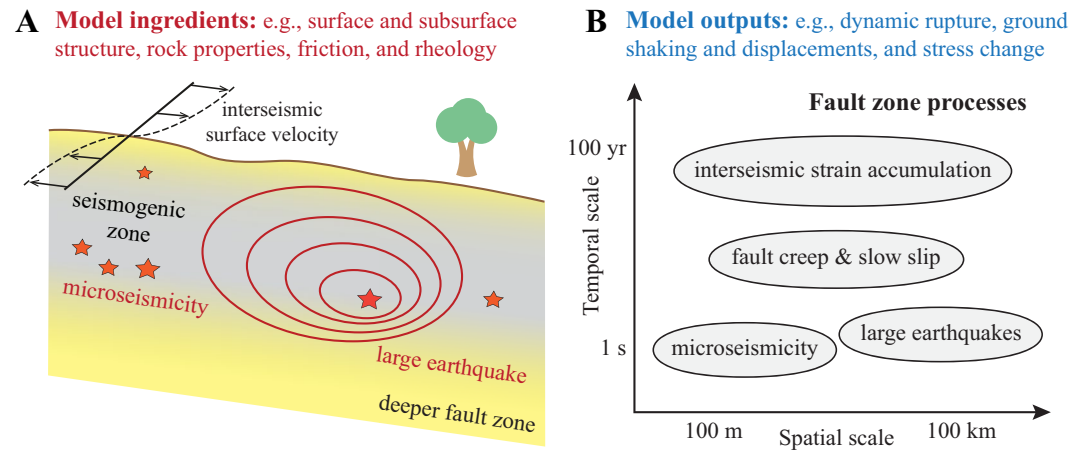 A Model ingredients: e.g., surface and subsurface
structure, rock properties, friction, and rheology
interseismic
surface velocity
seismogenic
zone
microseismicity
large earthquake
deeper fault zone
B Model outputs: e.g., dynamic rupture, ground
shaking and displacements, and stress change
Fault zone processes
Temporal scale
100 yr
interseismic strain accumulation
fault creep & slow slip
large earthquakes
1 s
microseismicity
100 m
Spatial scale
100 km